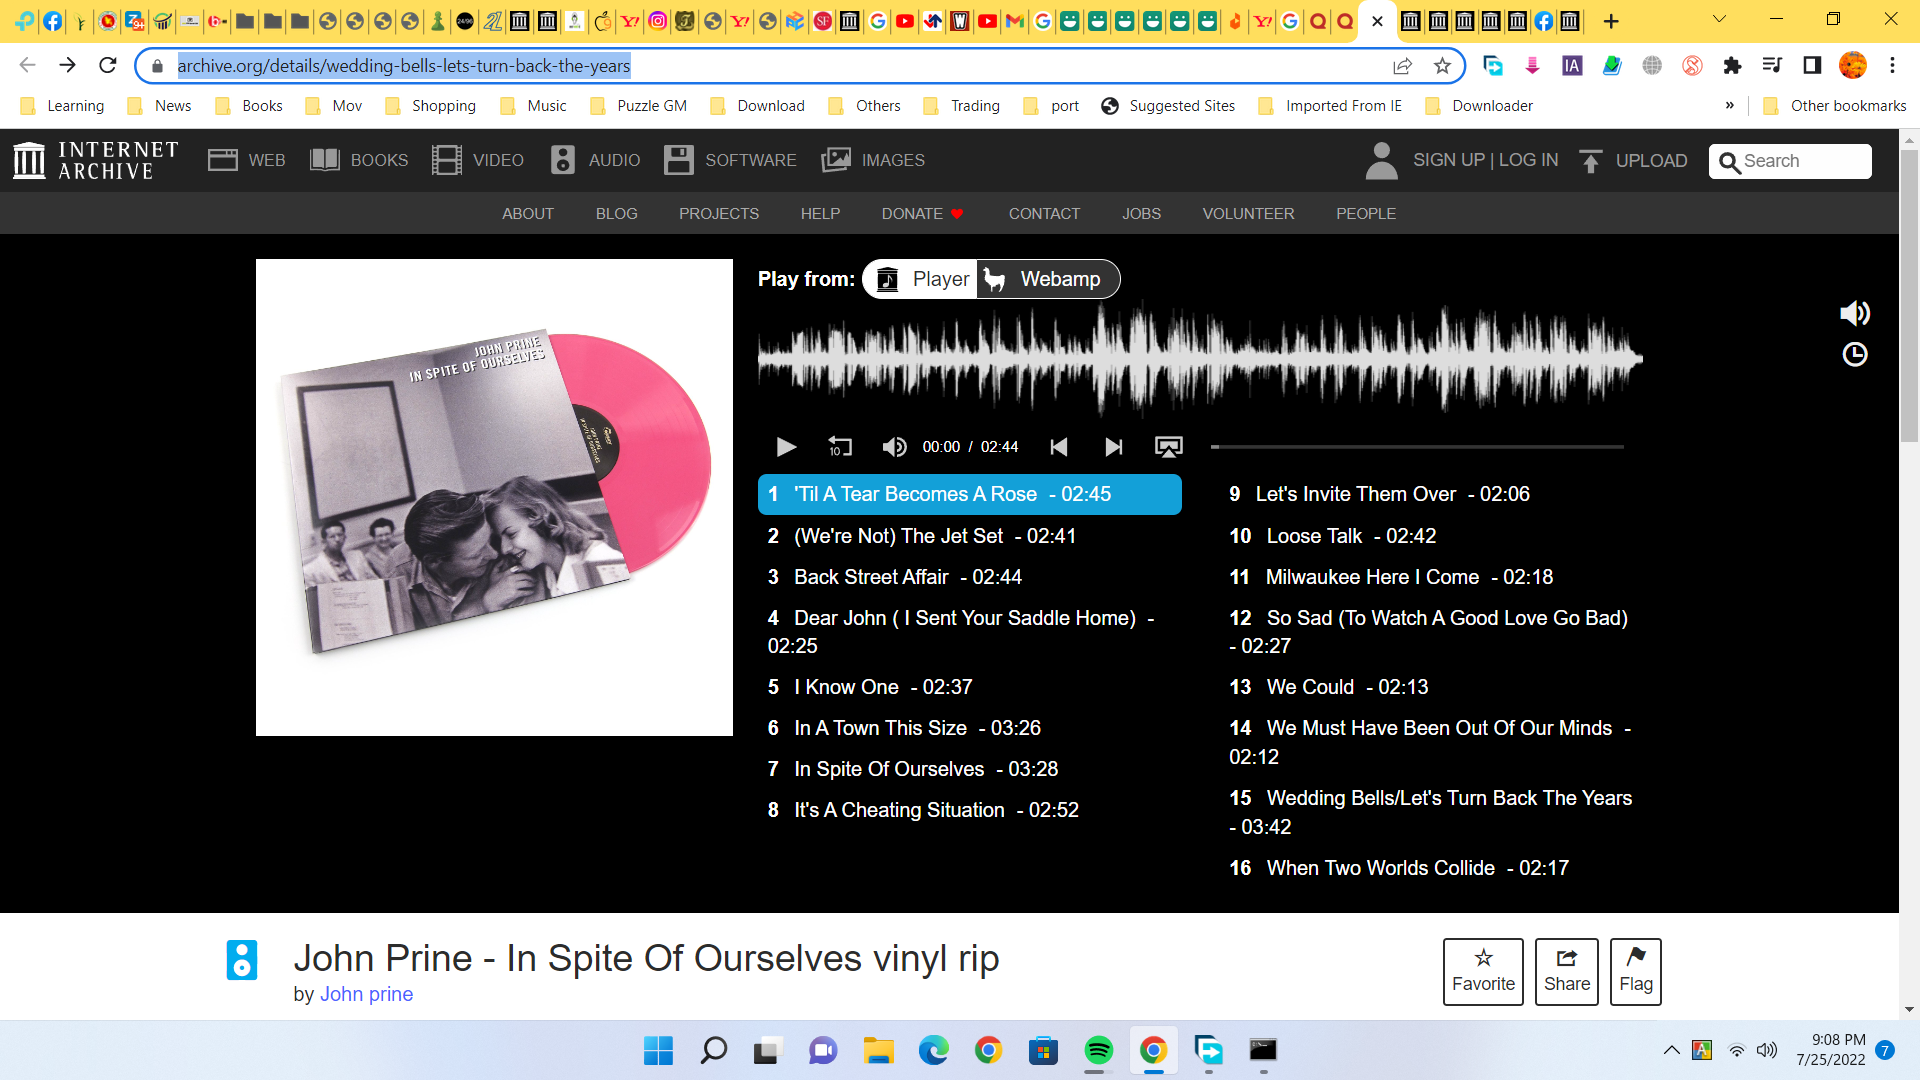 archive.org/details/wedding-bells-lets-turn-back-the-years
Learning News Books Mov Shopping Music Puzzle GM Download Others Trading port Suggested Sites Imported From IE Downloader » Other bookmarks
INTERNET ARCHIVE WEB BOOKS VIDEO AUDIO SOFTWARE IMAGES SIGN UP | LOG IN UPLOAD Search
ABOUT BLOG PROJECTS HELP DONATE CONTACT JOBS VOLUNTEER PEOPLE
Play from: Player Webamp
JOHN PRINE
IN SPITE OF OURSELVES
10 00:00 / 02:44
1 'Til A Tear Becomes A Rose - 02:45
2 (We're Not) The Jet Set - 02:41
3 Back Street Affair - 02:44
4 Dear John ( I Sent Your Saddle Home) -
02:25
5 I Know One - 02:37
6 In A Town This Size - 03:26
7 In Spite Of Ourselves - 03:28
8 It's A Cheating Situation - 02:52
9 Let's Invite Them Over - 02:06
10 Loose Talk - 02:42
11 Milwaukee Here I Come - 02:18
12 So Sad (To Watch A Good Love Go Bad)
- 02:27
13 We Could - 02:13
14 We Must Have Been Out Of Our Minds -
02:12
15 Wedding Bells/Let's Turn Back The Years
- 03:42
16 When Two Worlds Collide - 02:17
John Prine - In Spite Of Ourselves vinyl rip
by John prine
Favorite Share Flag
9:08 PM
7/25/2022 7